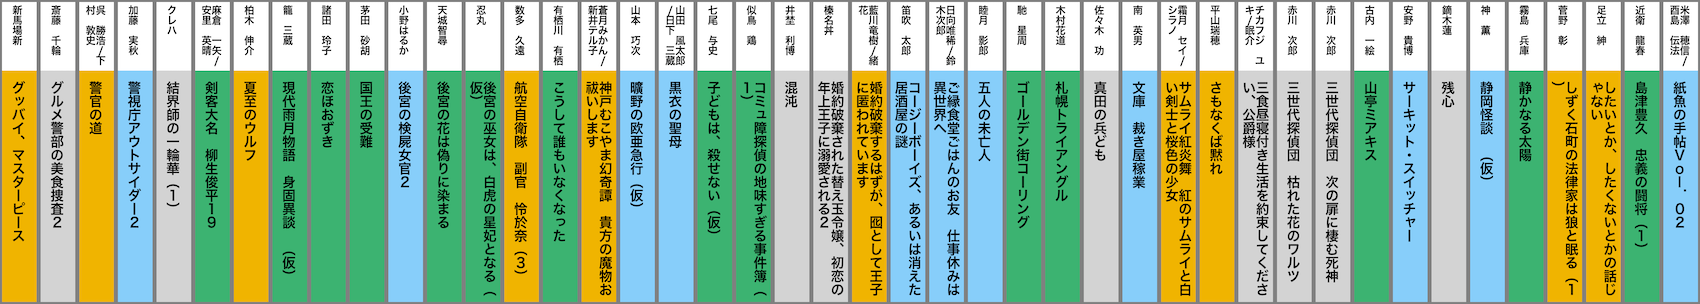 米澤 穂信/
酉島 伝法
紙魚の手帖Ｖｏｌ．０２
近衛 龍春
島津豊久 忠義の闘将（１）
足立 紳
したいとか、したくないとかの話じ
ゃない
菅野 彰
しずく石町の法律家は狼と眠る（１
）
霧島 兵庫
静かなる太陽
神 薫
静岡怪談 （仮）
鏑木蓮
残心
安野 貴博
サーキット・スイッチャー
古内 一絵
山亭ミアキス
赤川 次郎
三世代探偵団 次の扉に棲む死神
赤川 次郎
三世代探偵団 枯れた花のワルツ
チカフジ ユ
キ/眠介
三食昼寝付き生活を約束してくださ
い、公爵様
平山瑞穂
さもなくば黙れ
霜月 セイ/
シラノ
サムライ紅炎舞 紅のサムライと白
い剣士と桜色の少女
南 英男
文庫 裁き屋稼業
佐々木 功
真田の兵ども
木村花道
札幌トライアングル
馳 星周
ゴールデン街コーリング
睦月 影郎
五人の未亡人
日向唯稀/鈴
木次郎
ご縁食堂ごはんのお友 仕事休みは
異世界へ
笛吹 太郎
コージーボーイズ、あるいは消えた
居酒屋の謎
藍川竜樹/緒
花
婚約破棄するはずが、囮として王子
に匿われています
榛名丼
婚約破棄された替え玉令嬢、初恋の
年上王子に溺愛される２
井埜 利博
混沌
似鳥 鶏
コミュ障探偵の地味すぎる事件簿（
１）
七尾 与史
子どもは、殺せない（仮）
山田 風太郎
/日下 三蔵
黒衣の聖母
山本 巧次
曠野の欧亜急行（仮）
蒼月みかん/
新井テル子
神戸むこやま幻奇譚 貴方の魔物お
祓いします
有栖川 有栖
こうして誰もいなくなった
数多 久遠
航空自衛隊 副官 怜於奈（３）
忍丸
後宮の巫女は、白虎の星妃となる（
仮）
天城智尋
後宮の花は偽りに染まる
小野はるか
後宮の検屍女官２
茅田 砂胡
国王の受難
諸田 玲子
恋ほおずき
籠 三蔵
現代雨月物語 身固異談 （仮）
柏木 伸介
夏至のウルフ
麻倉 一矢/
安里 英晴
剣客大名 柳生俊平１９
クレハ
結界師の一輪華（１）
加藤 実秋
警視庁アウトサイダー２
呉 勝浩/下
村 敦史
警官の道
斎藤 千輪
グルメ警部の美食捜査２
新馬場新
グッバイ、マスターピース